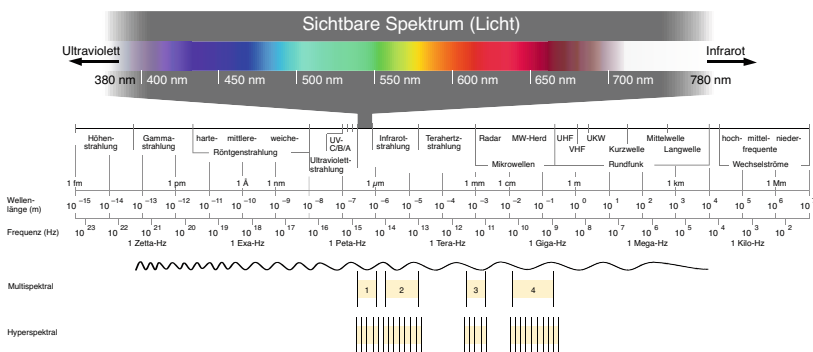 Sichtbare Spektrum (Licht)
Ultraviolett Infrarot
380 nm 400 nm 450 nm 500 nm 550 nm 600 nm 650 nm 700 nm 780 nm
Höhen-strahlung
Gamma-strahlung
harte- mittlere- weiche-
Röntgenstrahlung
UV-C/B/A
Ultraviolett-strahlung
Infrarot-strahlung
Terahertz-strahlung
Radar MW-Herd
Mikrowellen
UHF UKW Mittelwelle
VHF Kurzwelle Langwelle
Rundfunk
hoch- mittel- nieder-
frequente
Wechselströme
1 fm 1 pm 1 Å 1 nm 1 µm 1 mm 1 cm 1 m 1 km 1 Mm
Wellen-
länge (m)
10⁻¹⁵ 10⁻¹⁴ 10⁻¹³ 10⁻¹² 10⁻¹¹ 10⁻¹⁰ 10⁻⁹ 10⁻⁸ 10⁻⁷ 10⁻⁶ 10⁻⁵ 10⁻⁴ 10⁻³ 10⁻² 10⁻¹ 10⁰ 10¹ 10² 10³ 10⁴ 10⁵ 10⁶ 10
Frequenz (Hz) 10²³ 10²² 10²¹ 10²⁰ 10¹⁹ 10¹⁸ 10¹⁷ 10¹⁶ 10¹⁵ 10¹⁴ 10¹³ 10¹² 10¹¹ 10¹⁰ 10⁹ 10⁸ 10⁷ 10⁶ 10⁵ 10⁴ 10³ 10²
1 Zetta-Hz 1 Exa-Hz 1 Peta-Hz 1 Tera-Hz 1 Giga-Hz 1 Mega-Hz 1 Kilo-Hz
Multispektral 1 2 3 4
Hyperspektral